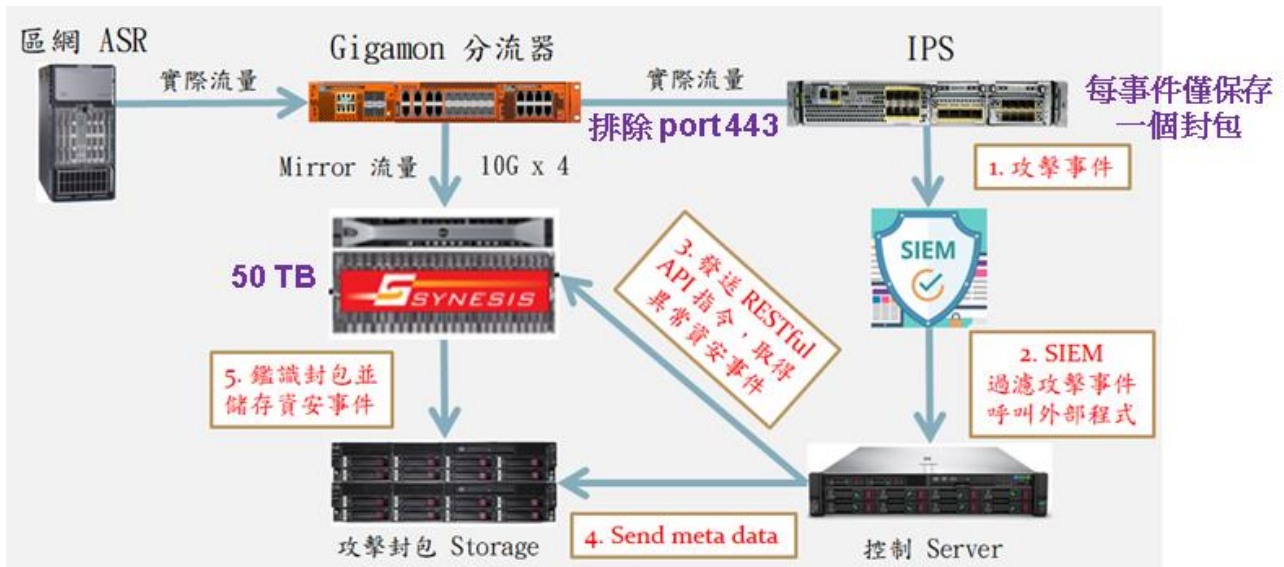 區網 ASR
Gigamon 分流器
IPS
實際流量
實際流量
每事件僅保存
一個封包
排除 port 443
Mirror 流量 10G x 4
1. 攻擊事件
SIEM
50 TB
SYNESIS
3. 發送 RESTful
API 指令，取得
異常資安事件
2. SIEM
過濾攻擊事件
呼叫外部程式
5. 鑑識封包並
儲存資安事件
4. Send meta data
攻擊封包 Storage
控制 Server